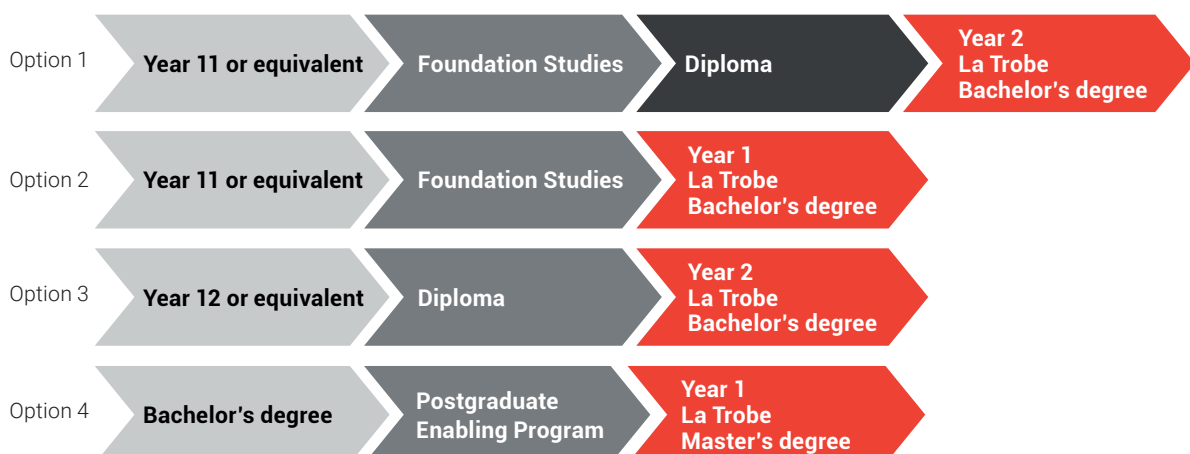 Option 1
Year 11 or equivalent
Foundation Studies
Diploma
Year 2
La Trobe
Bachelor's degree
Option 2
Year 11 or equivalent
Foundation Studies
Year 1
La Trobe
Bachelor's degree
Option 3
Year 12 or equivalent
Diploma
Year 2
La Trobe
Bachelor's degree
Option 4
Bachelor's degree
Postgraduate
Enabling Program
Year 1
La Trobe
Master's degree